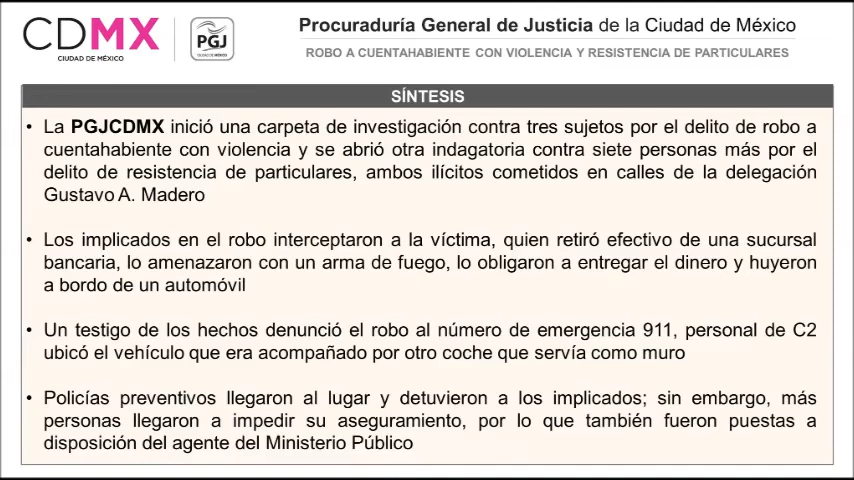 CDMX
CIUDAD DE MÉXICO
PGJ
CIUDAD DE MÉXICO
Procuraduría General de Justicia de la Ciudad de México
ROBO A CUENTAHABIENTE CON VIOLENCIA Y RESISTENCIA DE PARTICULARES
SÍNTESIS
• La PGJCDMX inició una carpeta de investigación contra tres sujetos por el delito de robo a
cuentahabiente con violencia y se abrió otra indagatoria contra siete personas más por el
delito de resistencia de particulares, ambos ilícitos cometidos en calles de la delegación
Gustavo A. Madero
• Los implicados en el robo interceptaron a la víctima, quien retiró efectivo de una sucursal
bancaria, lo amenazaron con un arma de fuego, lo obligaron a entregar el dinero y huyeron
a bordo de un automóvil
• Un testigo de los hechos denunció el robo al número de emergencia 911, personal de C2
ubicó el vehículo que era acompañado por otro coche que servía como muro
• Policías preventivos llegaron al lugar y detuvieron a los implicados; sin embargo, más
personas llegaron a impedir su aseguramiento, por lo que también fueron puestas a
disposición del agente del Ministerio Público